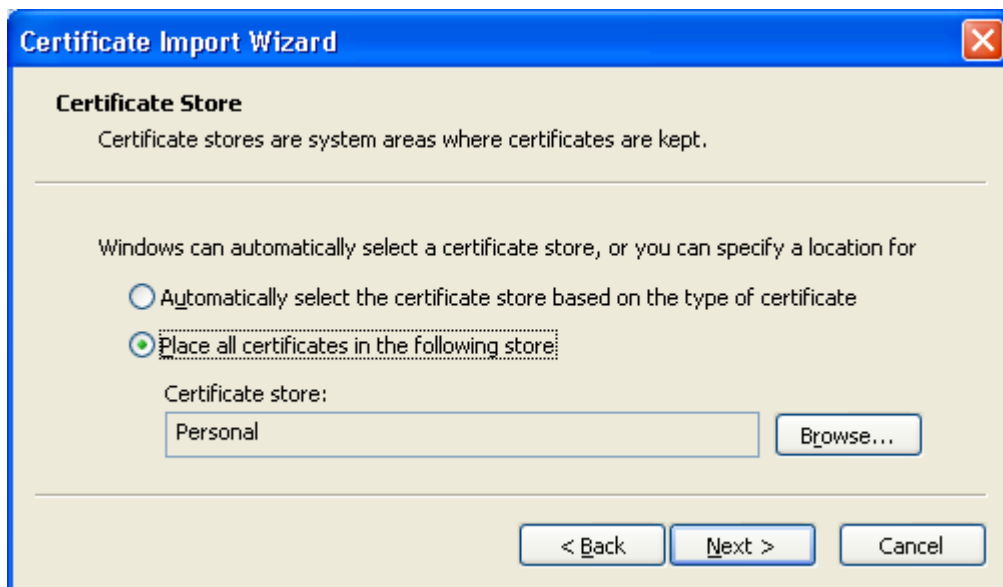 Certificate Import Wizard
Certificate Store
Certificate stores are system areas where certificates are kept.
Windows can automatically select a certificate store, or you can specify a location for
Automatically select the certificate store based on the type of certificate
Place all certificates in the following store
Certificate store:
Personal
Browse...
< Back
Next >
Cancel